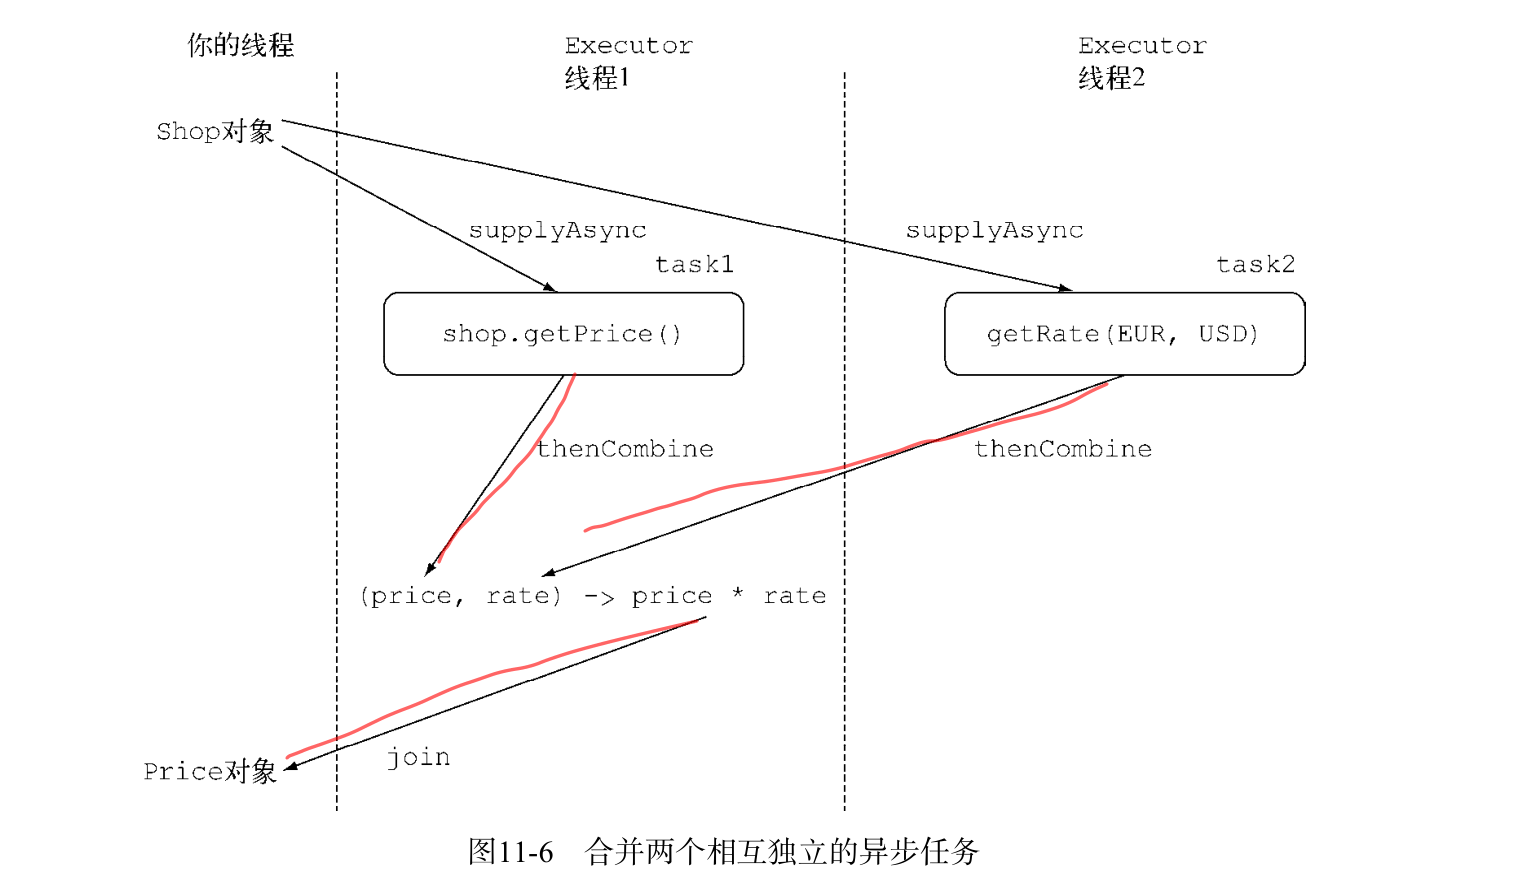 你的线程
Executor
线程1
Executor
线程2
Shop对象
supplyAsync
supplyAsync
task1
task2
shop.getPrice()
getRate(EUR, USD)
thenCombine
thenCombine
(price, rate) -> price * rate
join
Price对象
图11-6 合并两个相互独立的异步任务